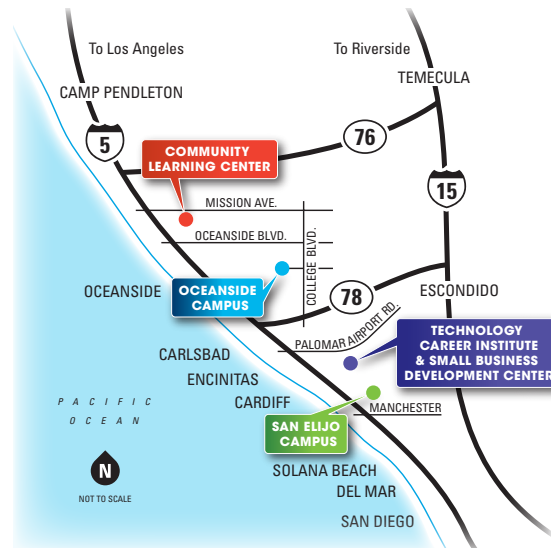 To Los Angeles
To Riverside
TEMECULA
CAMP PENDLETON
5
76
COMMUNITY
LEARNING CENTER
15
MISSION AVE.
OCEANSIDE BLVD.
COLLEGE BLVD.
OCEANSIDE
OCEANSIDE
CAMPUS
78
ESCONDIDO
PALOMAR AIRPORT RD.
TECHNOLOGY
CAREER INSTITUTE
& SMALL BUSINESS
DEVELOPMENT CENTER
CARLSBAD
ENCINITAS
CARDIFF
PACIFIC
OCEAN
MANCHESTER
SAN ELIJO
CAMPUS
N
NOT TO SCALE
SOLANA BEACH
DEL MAR
SAN DIEGO